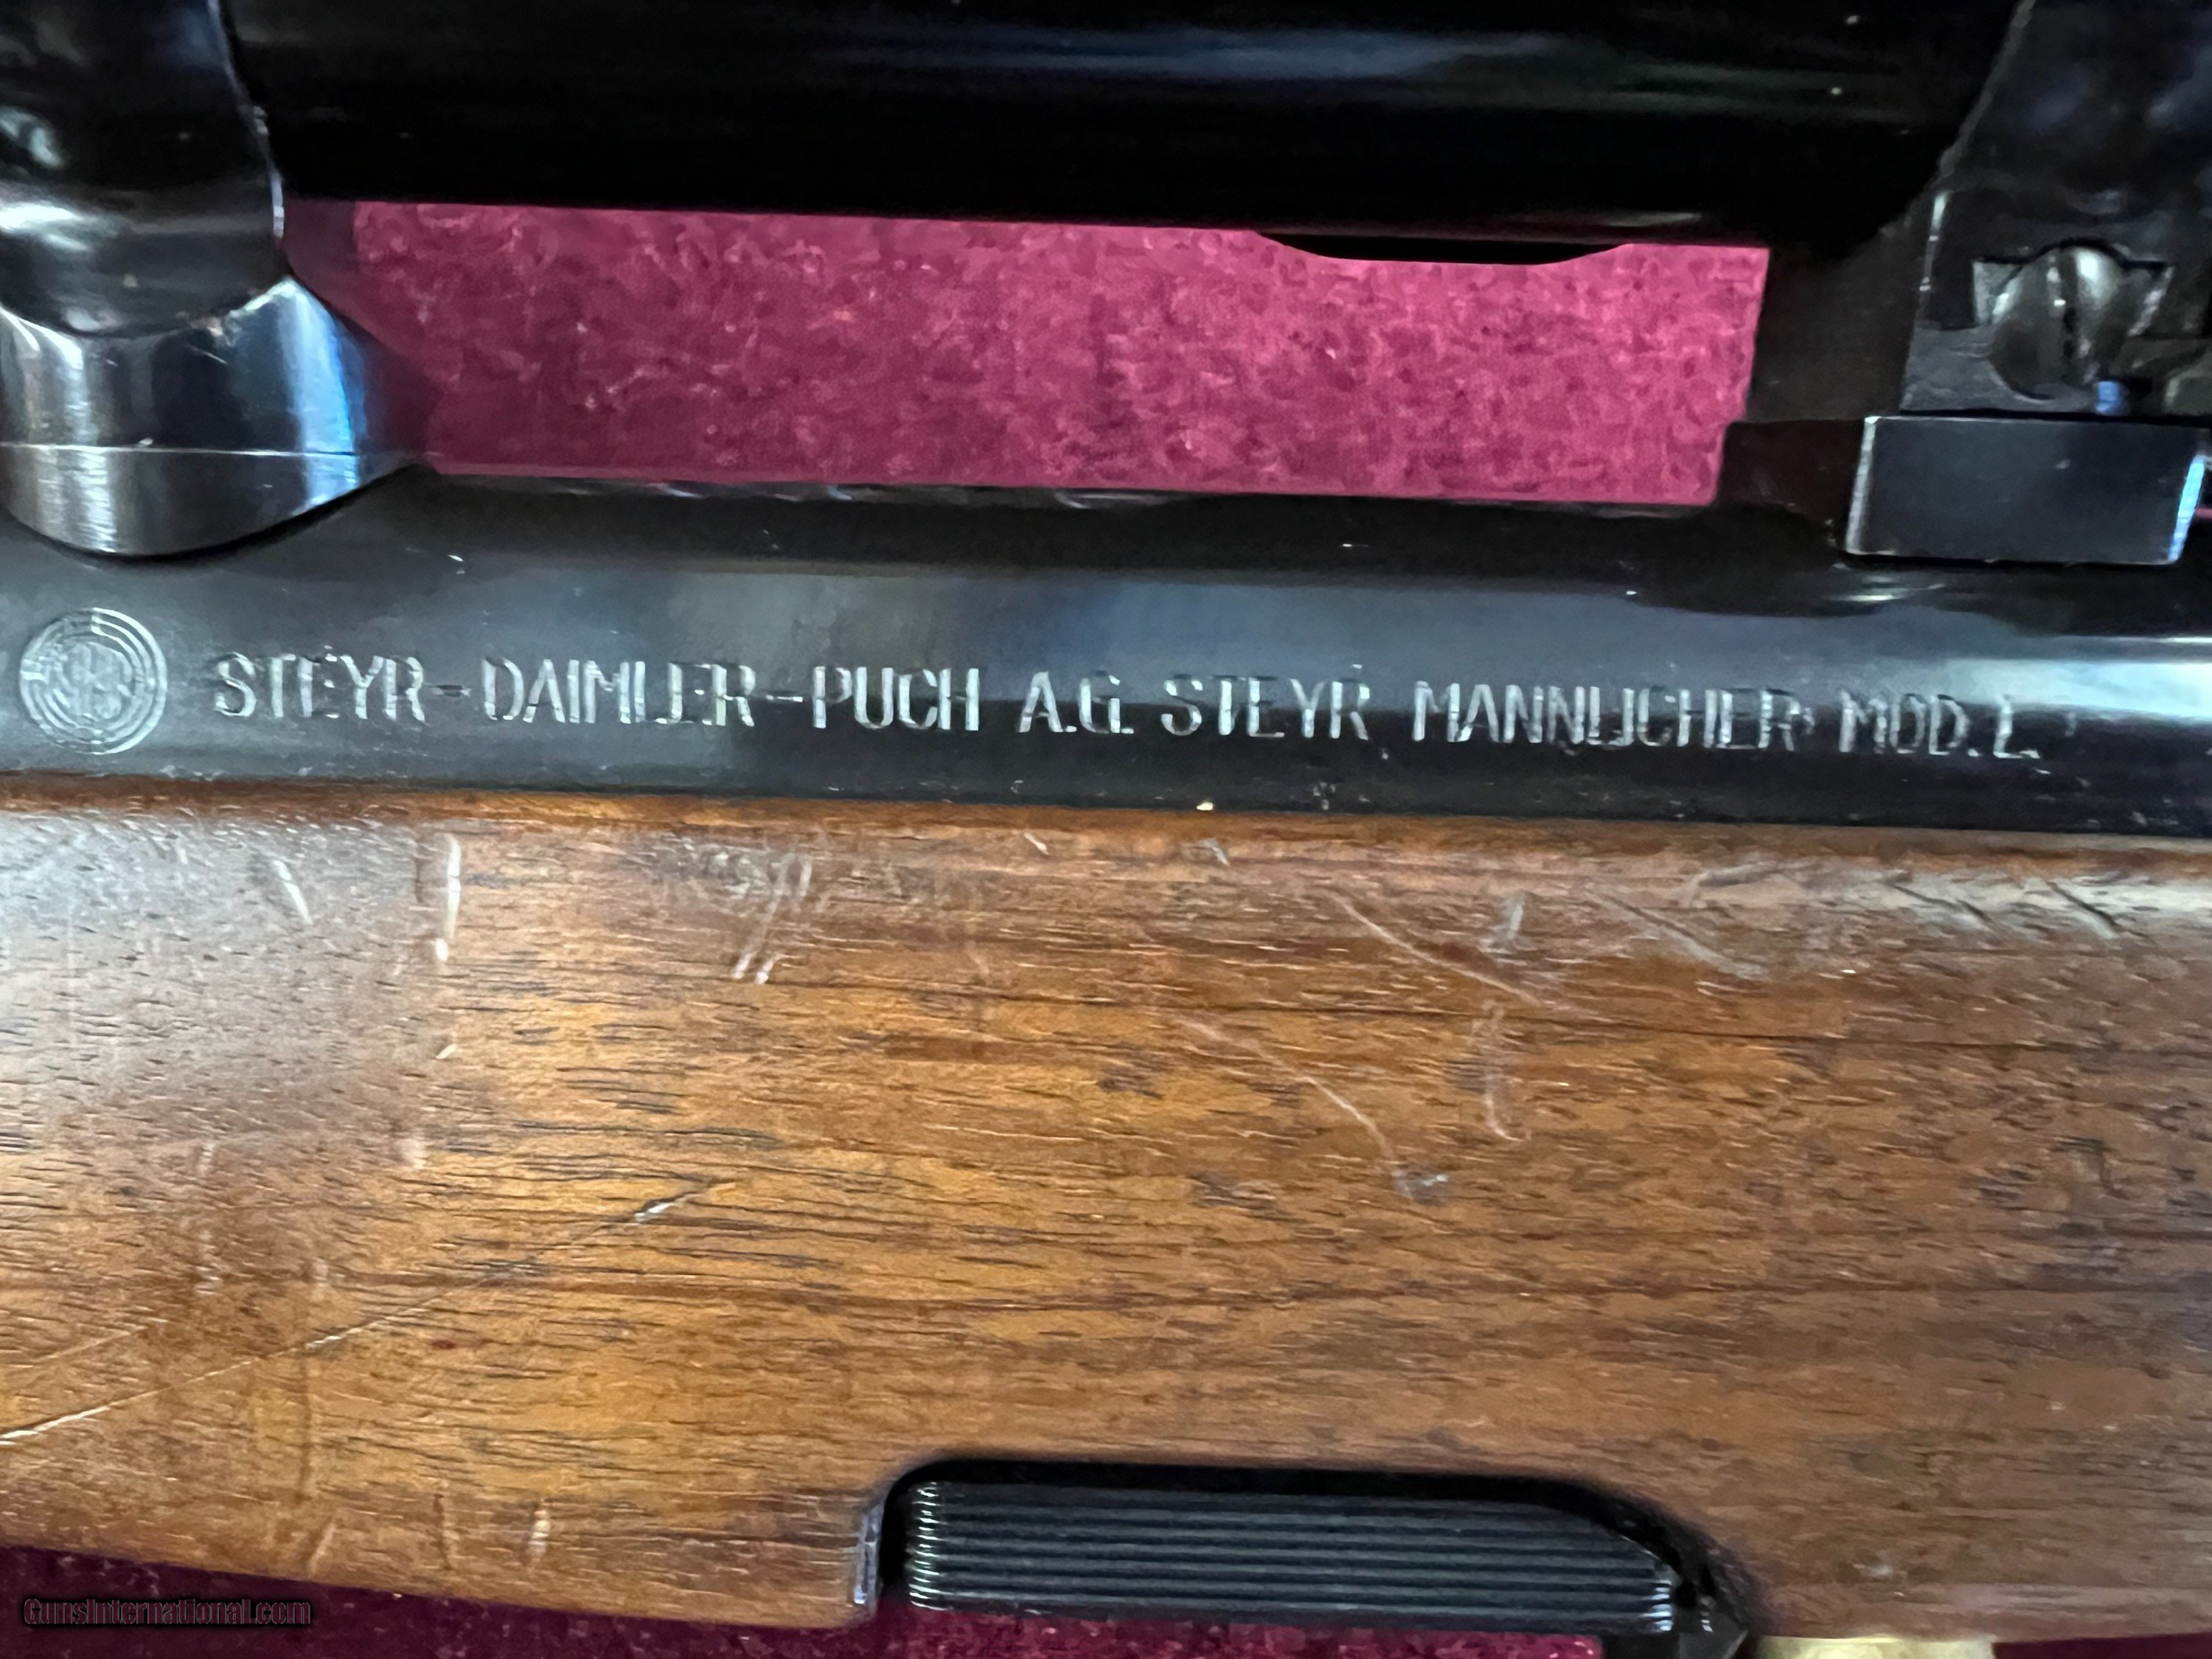 STEYR-DAIMLER-PUCH A.G. STEYR MANNLICHER MOD. L.
GunsInternational.com